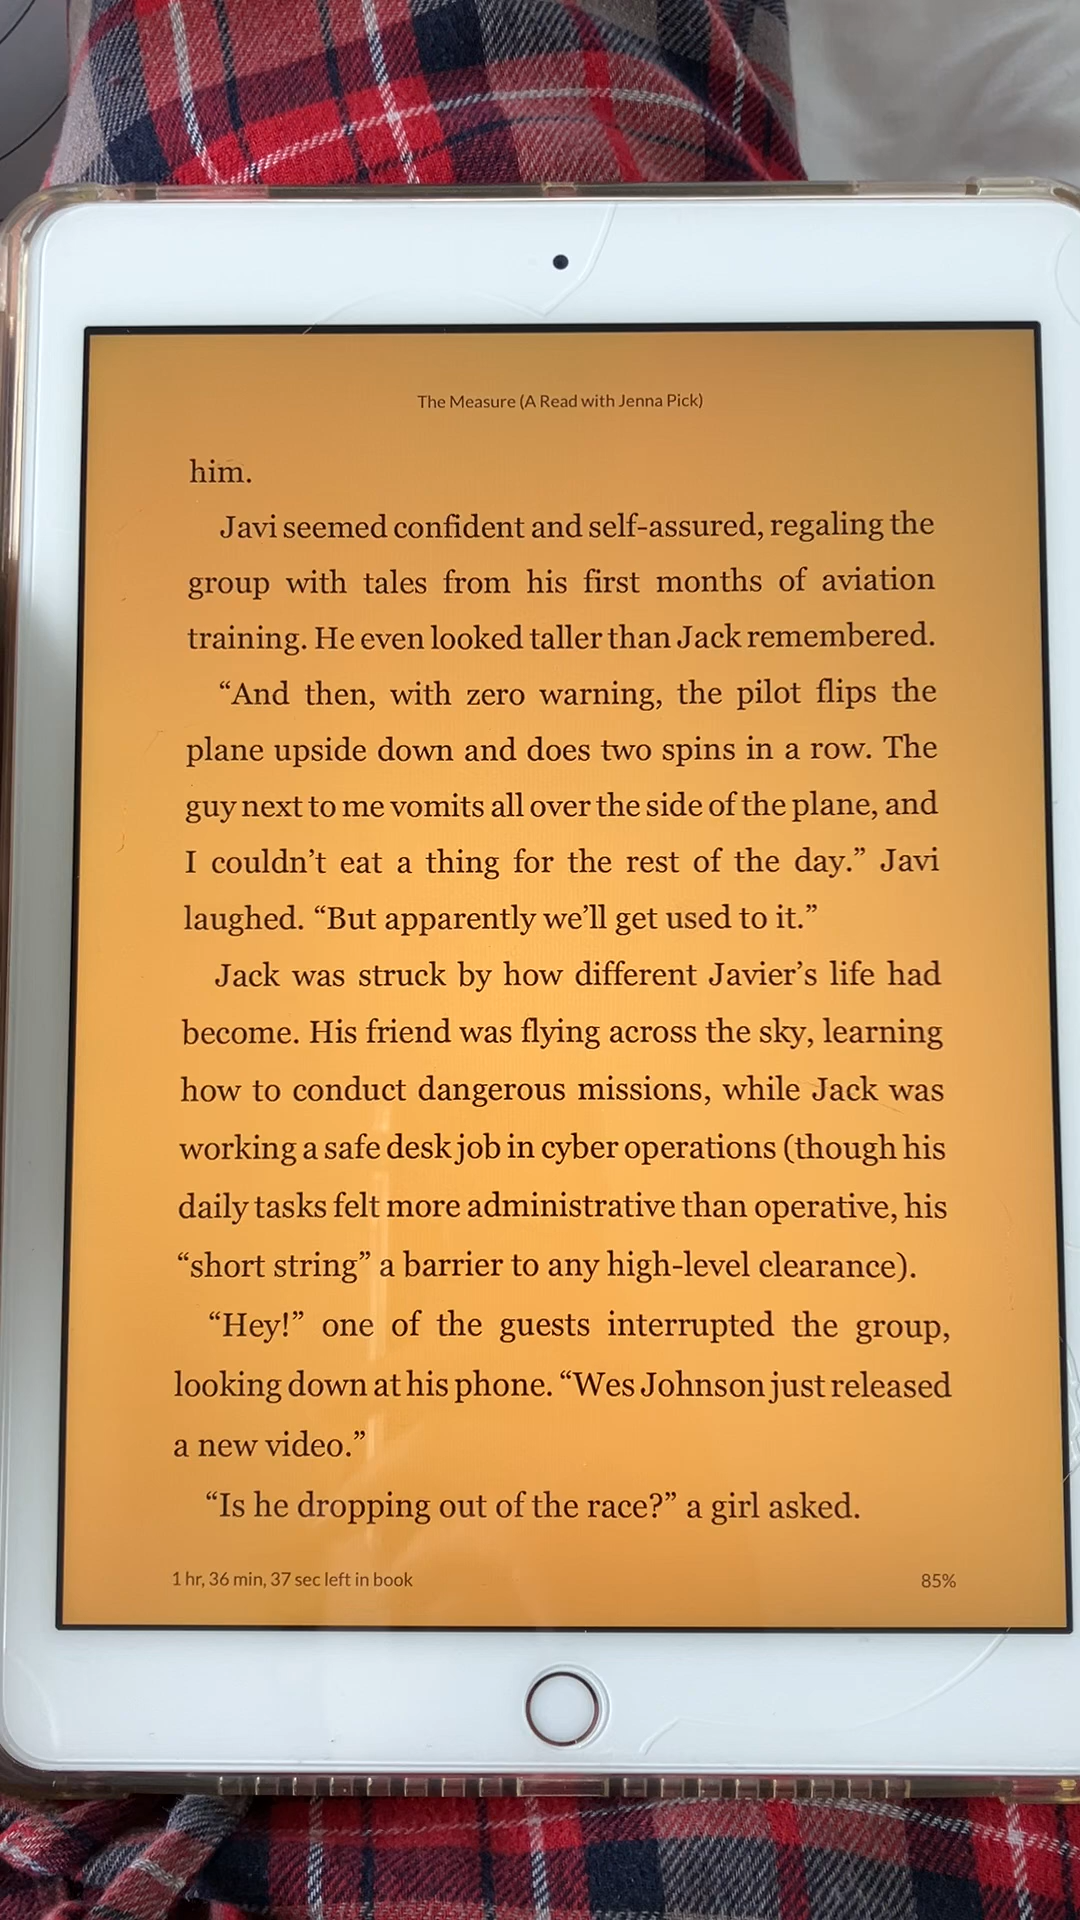 The Measure (A Read with Jenna Pick)
him.
Javi seemed confident and self-assured, regaling the
group with tales from his first months of aviation
training. He even looked taller than Jack remembered.
“And then, with zero warning, the pilot flips the
plane upside down and does two spins in a row. The
guy next to me vomits all over the side of the plane, and
I couldn’t eat a thing for the rest of the day.” Javi
laughed. “But apparently we’ll get used to it.”
Jack was struck by how different Javier’s life had
become. His friend was flying across the sky, learning
how to conduct dangerous missions, while Jack was
working a safe desk job in cyber operations (though his
daily tasks felt more administrative than operative, his
“short string” a barrier to any high-level clearance).
“Hey!” one of the guests interrupted the group,
looking down at his phone. “Wes Johnson just released
a new video.”
“Is he dropping out of the race?” a girl asked.
1 hr, 36 min, 37 sec left in book
85%